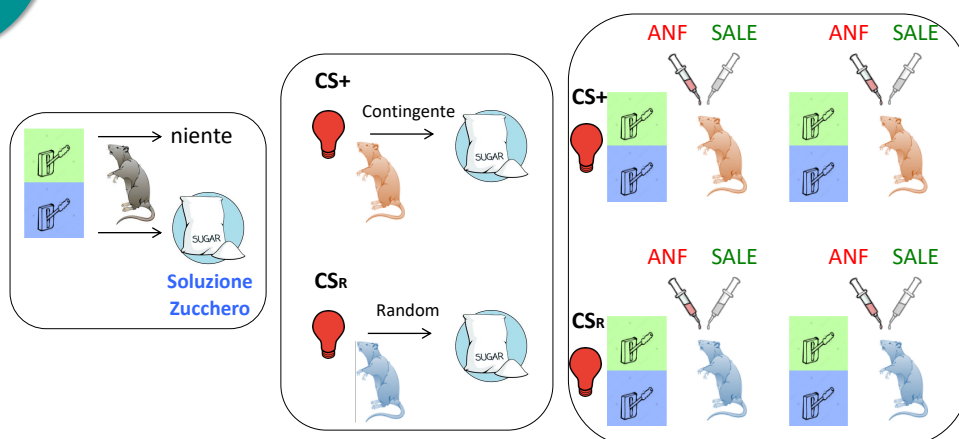 niente
SUGAR
Soluzione
Zucchero
CS+
Contingente
SUGAR
CSR
Random
SUGAR
ANF SALE ANF SALE
CS+
ANF SALE ANF SALE
CSR